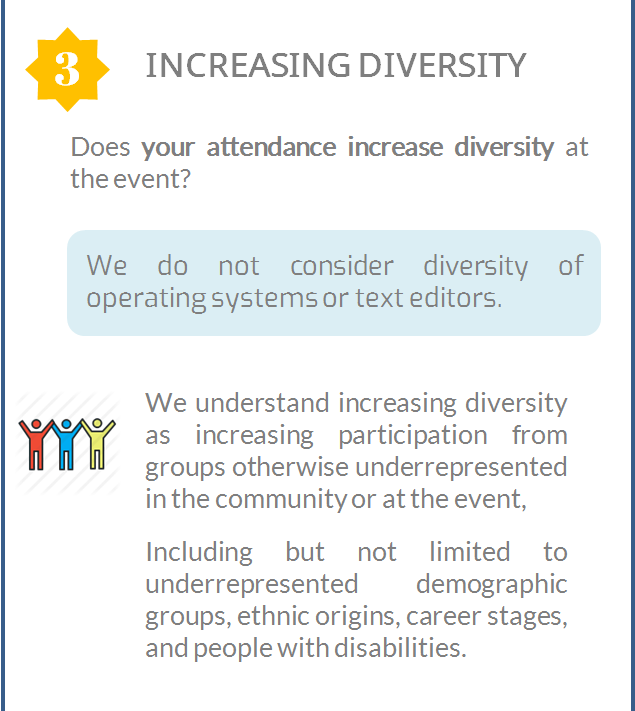 3
INCREASING DIVERSITY
Does your attendance increase diversity at
the event?
We do not consider diversity of
operating systems or text editors.
We understand increasing diversity
as increasing participation from
groups otherwise underrepresented
in the community or at the event,
Including but not limited to
underrepresented demographic
groups, ethnic origins, career stages,
and people with disabilities.